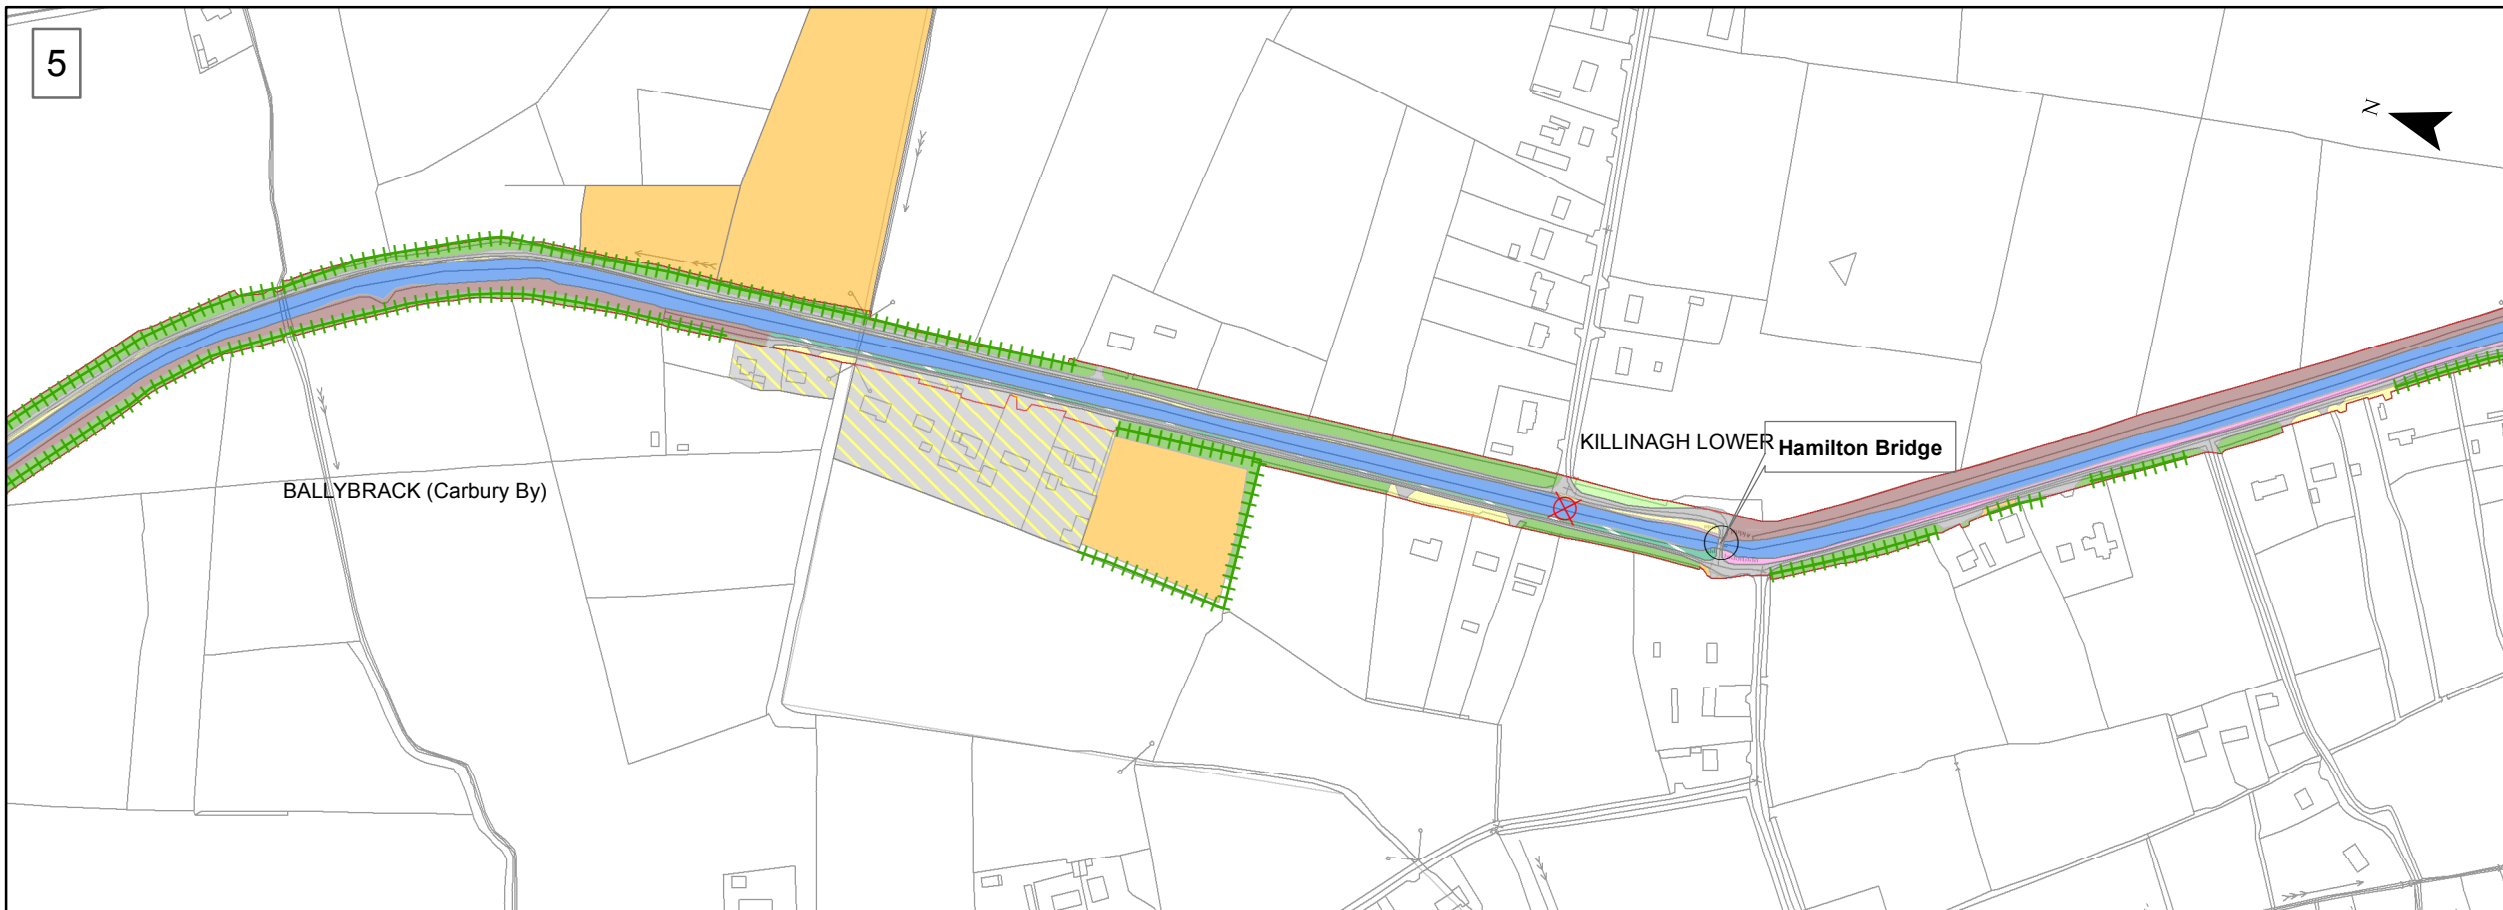 5
N
KILLINAGH LOWER
Hamilton Bridge
BALLYBRACK (Carbury By)